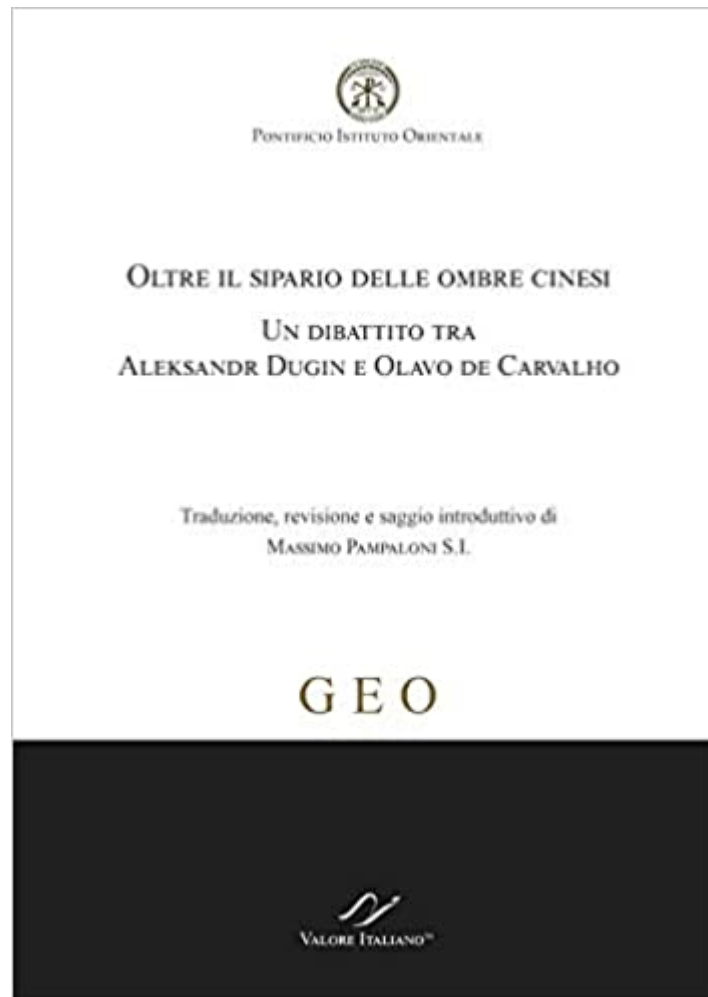 PONTIFICIO ISTITUTO ORIENTALE
OLTRE IL SIPARIO DELLE OMBRE CINESI
UN DIBATTITO TRA
ALEKSANDR DUGIN E OLAVO DE CARVALHO
Traduzione, revisione e saggio introduttivo di
MASSIMO PAMPALONI S.I.
GEO
VALORE ITALIANO™